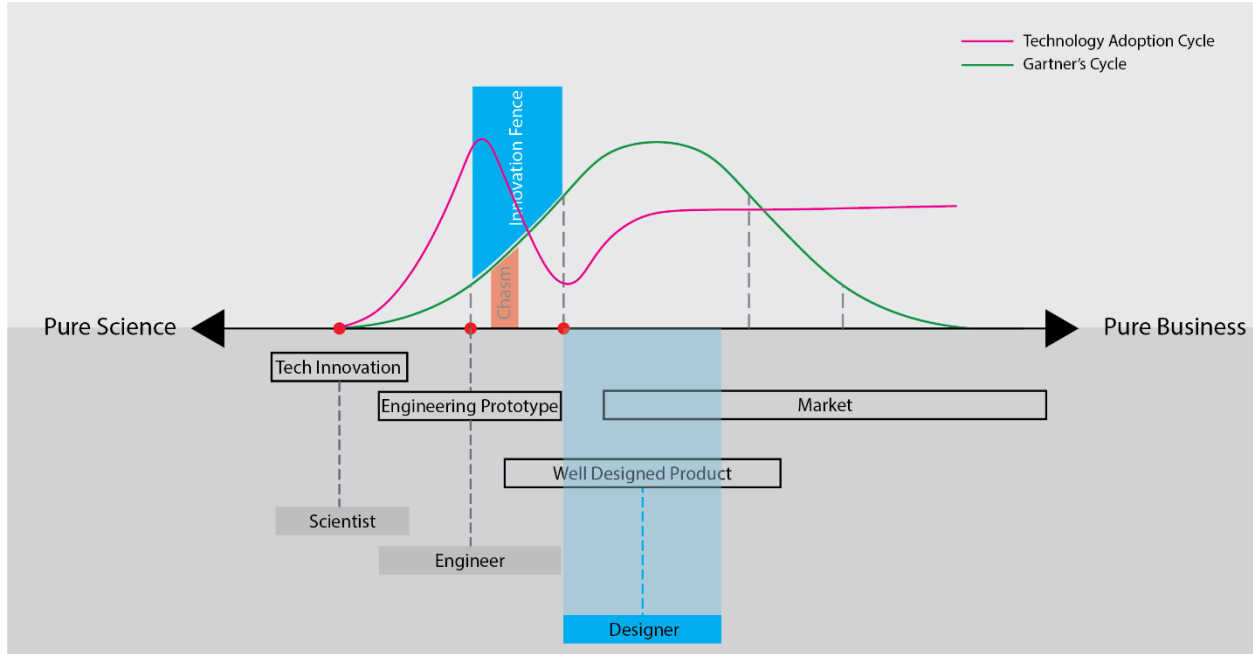 Technology Adoption Cycle
Gartner's Cycle
Innovation Fence
Chasm
Pure Science
Pure Business
Tech Innovation
Engineering Prototype
Market
Well Designed Product
Scientist
Engineer
Designer